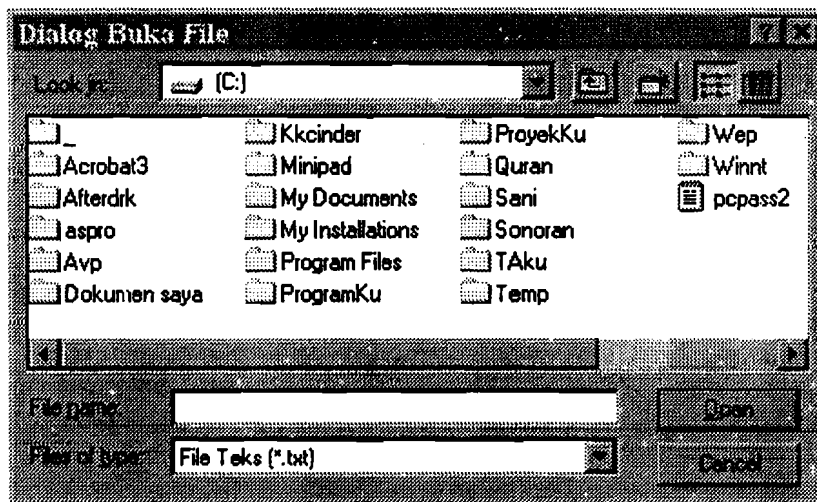 Dialog Buka File
Look in: (C:)
_
Acrobat3
Afterdrk
aspro
Avp
Dokumen saya
Kkcinder
Minipad
My Documents
My Installations
Program Files
ProgramKu
ProyekKu
Quran
Sani
Sonoran
TAku
Temp
Wep
Winnt
pcpass2
File name:
Open
Files of type: File Teks (*.txt)
Cancel